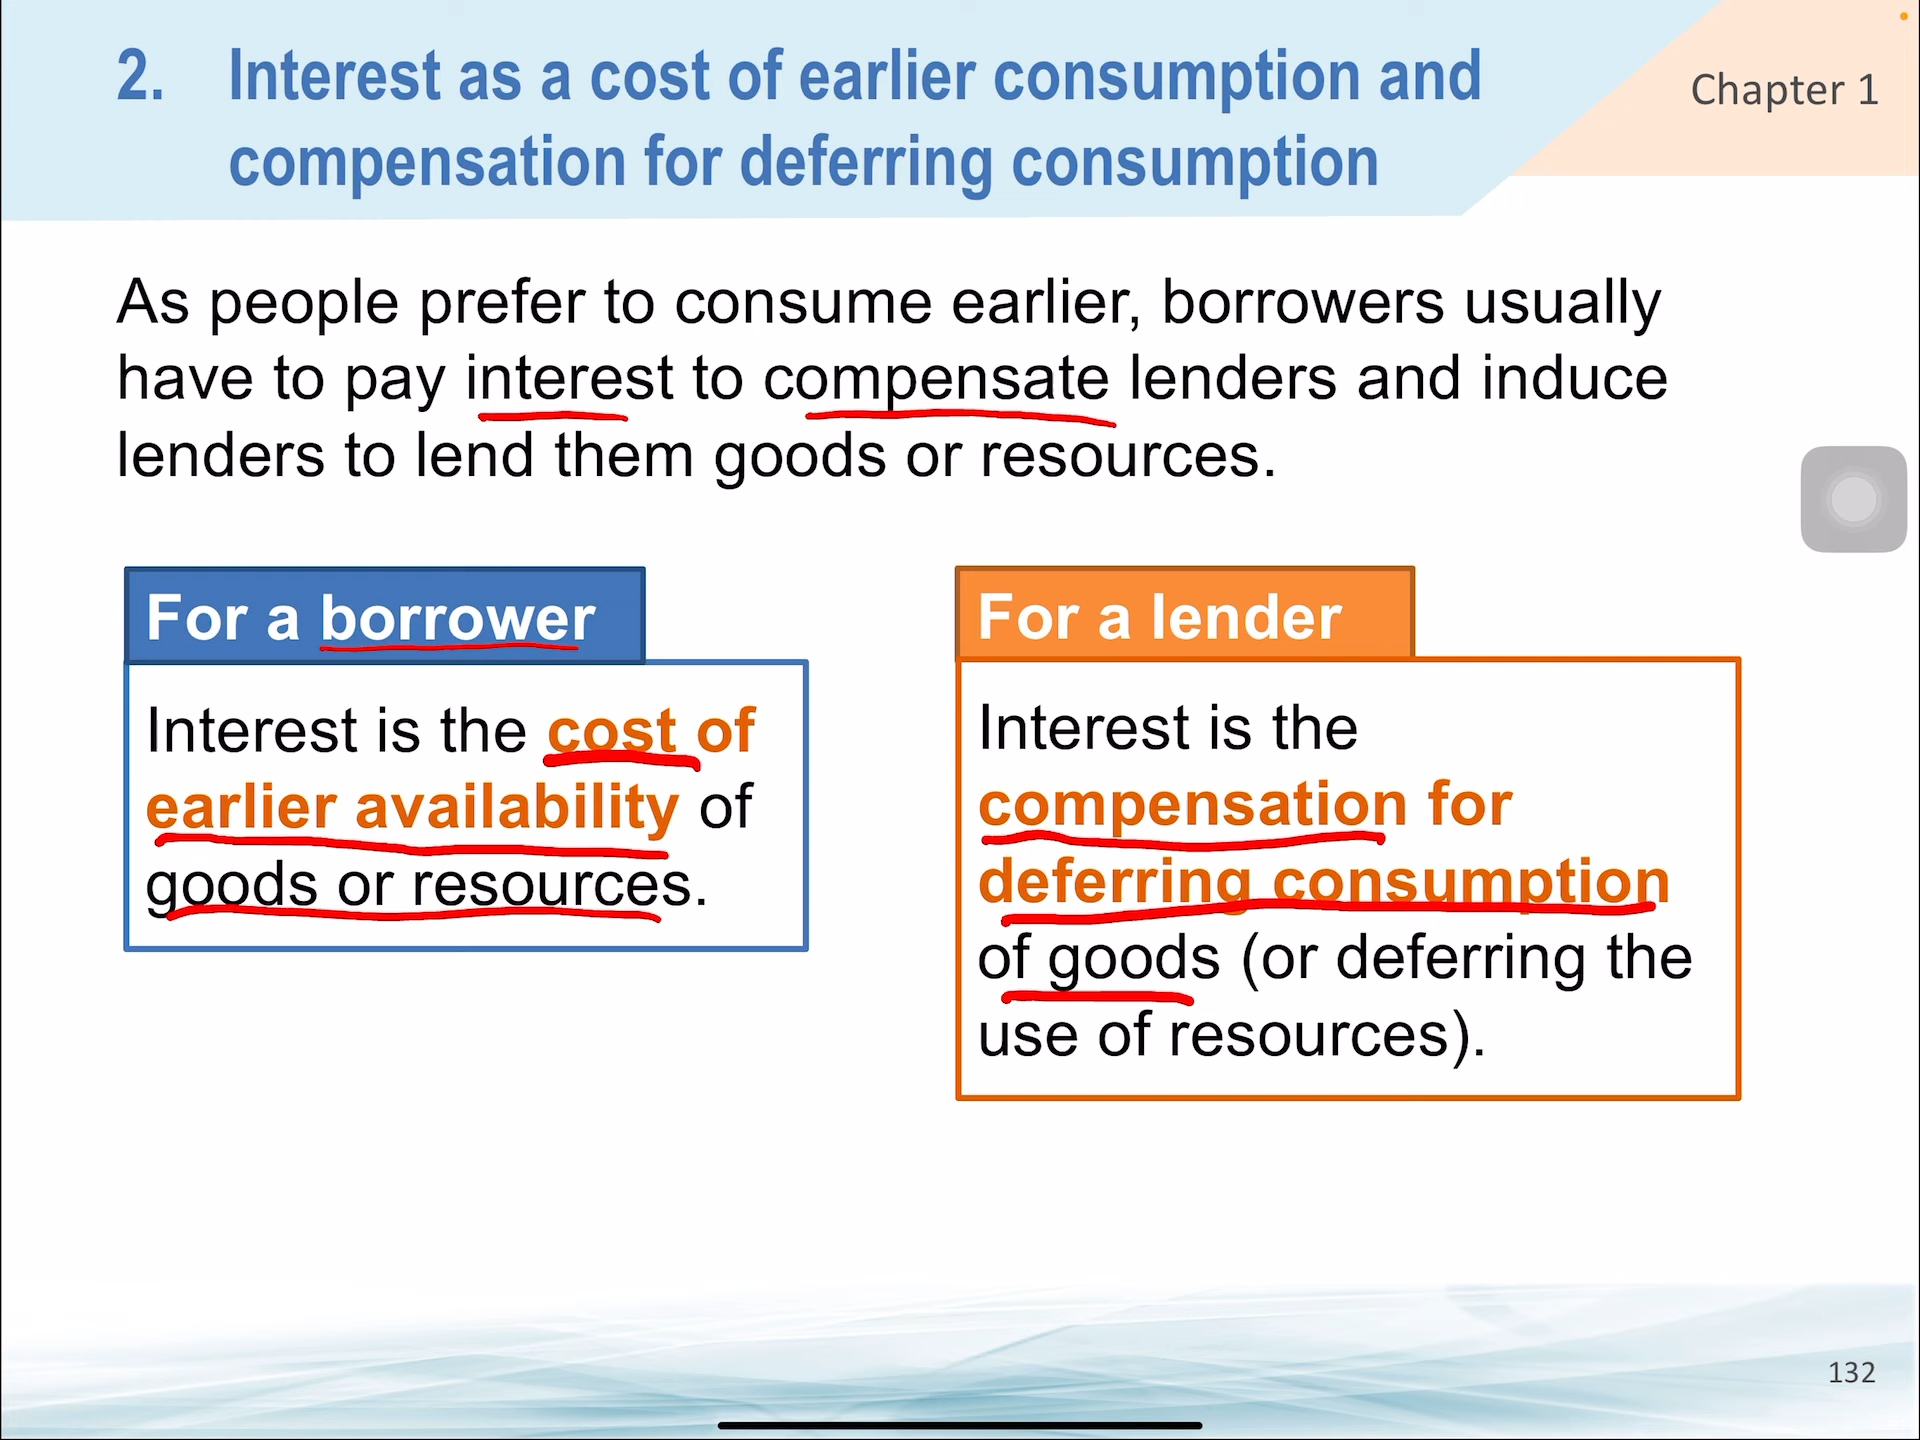 2. Interest as a cost of earlier consumption and
compensation for deferring consumption
Chapter 1
As people prefer to consume earlier, borrowers usually
have to pay interest to compensate lenders and induce
lenders to lend them goods or resources.
For a borrower
Interest is the cost of
earlier availability of
goods or resources.
For a lender
Interest is the
compensation for
deferring consumption
of goods (or deferring the
use of resources).
132